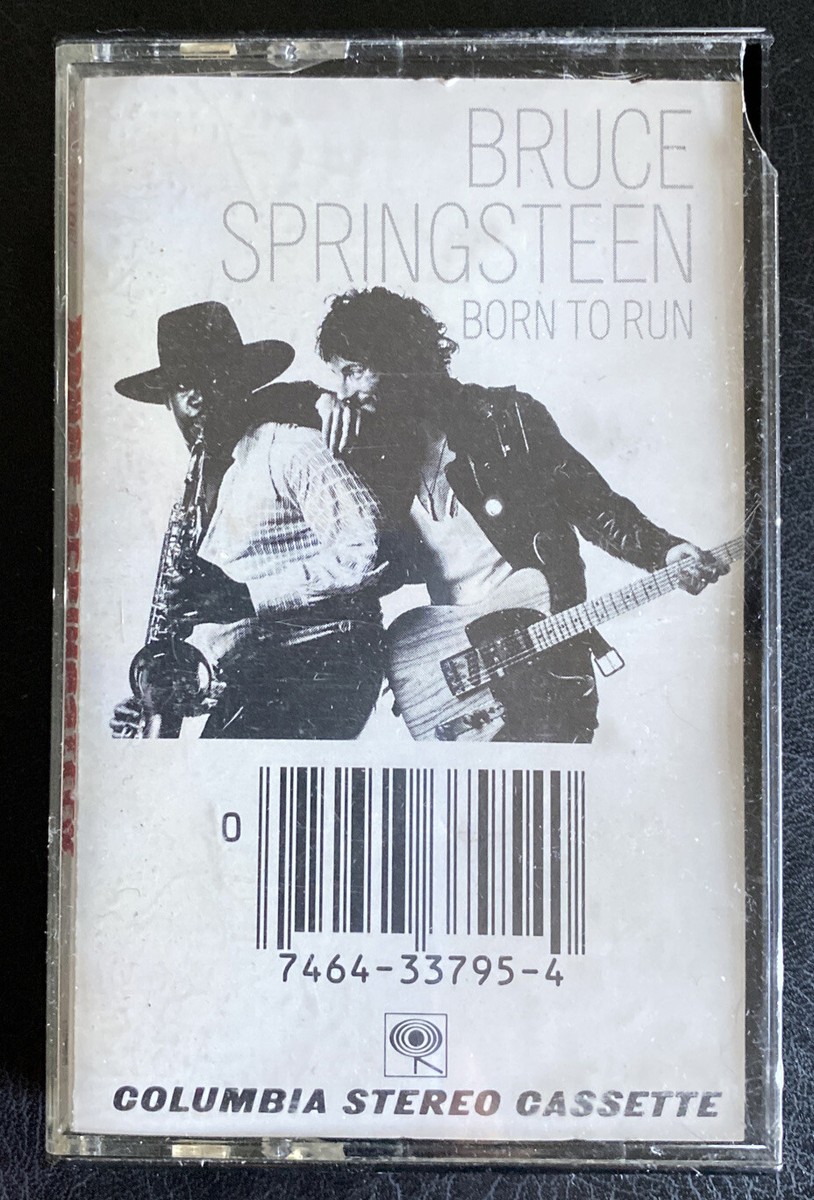 BRUCE
SPRINGSTEEN
BORN TO RUN
0
7464-33795-4
COLUMBIA STEREO CASSETTE